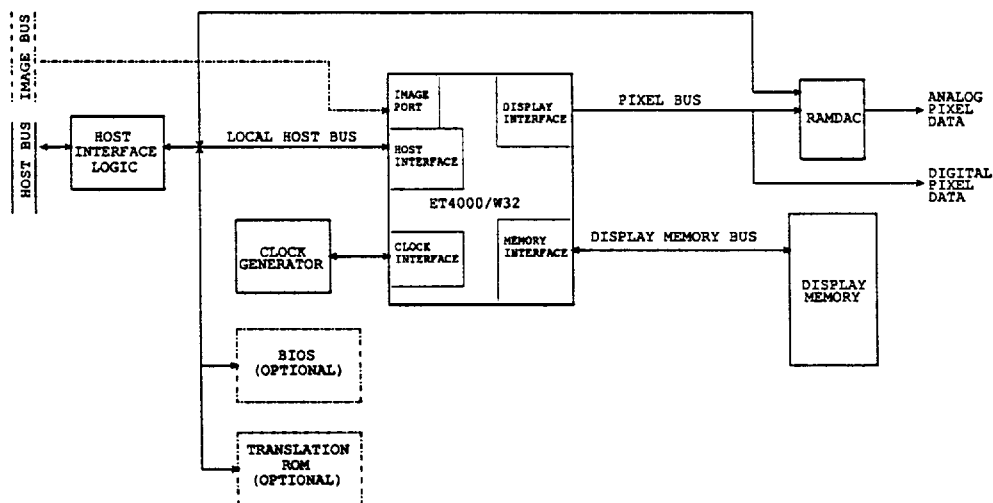 IMAGE BUS
HOST BUS
HOST
INTERFACE
LOGIC
LOCAL HOST BUS
IMAGE
PORT
DISPLAY
INTERFACE
HOST
INTERFACE
ET4000/W32
CLOCK
INTERFACE
MEMORY
INTERFACE
PIXEL BUS
RAMDAC
ANALOG
PIXEL
DATA
DIGITAL
PIXEL
DATA
CLOCK
GENERATOR
DISPLAY MEMORY BUS
DISPLAY
MEMORY
BIOS
(OPTIONAL)
TRANSLATION
ROM
(OPTIONAL)